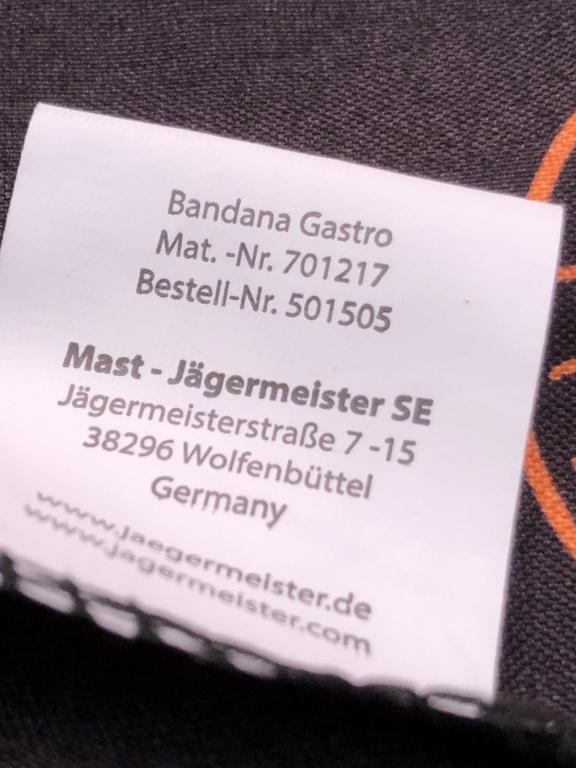 Bandana Gastro
Mat. -Nr. 701217
Bestell-Nr. 501505
Mast - Jägermeister SE
Jägermeisterstraße 7 -15
38296 Wolfenbüttel
Germany
www.jaegermeister.de
www.jagermeister.com